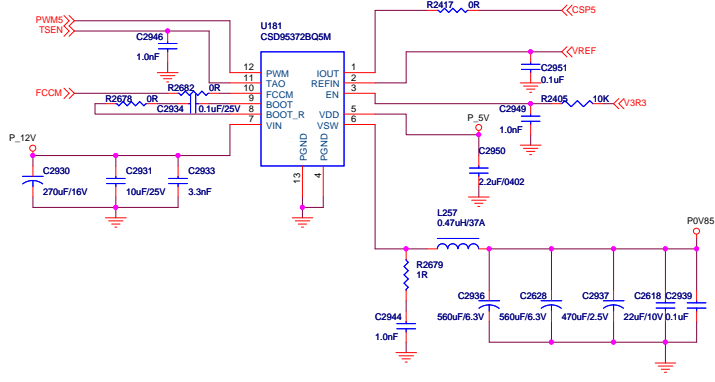 PWM5
TSEN
C2946
1.0nF
U181
CSD95372BQ5M
R2417 0R
CSP5
12 PWM
11 TAO
10 FCCM
9 BOOT
8 BOOT_R
7 VIN
IOUT 1
REFIN 2
EN 3
VDD 5
VSW 6
PGND 13
PGND 4
VREF
C2951
0.1uF
FCCM
R2682 0R
R2678 0R
C2934 0.1uF/25V
R2405 10K
V3R3
C2949
1.0nF
P_12V
P_5V
C2950
2.2uF/0402
C2930
270uF/16V
C2931
10uF/25V
C2933
3.3nF
L257
0.47uH/37A
P0V85
R2679
1R
C2944
1.0nF
C2936
560uF/6.3V
C2628
560uF/6.3V
C2937
470uF/2.5V
C2618
22uF/10V
C2939
0.1uF